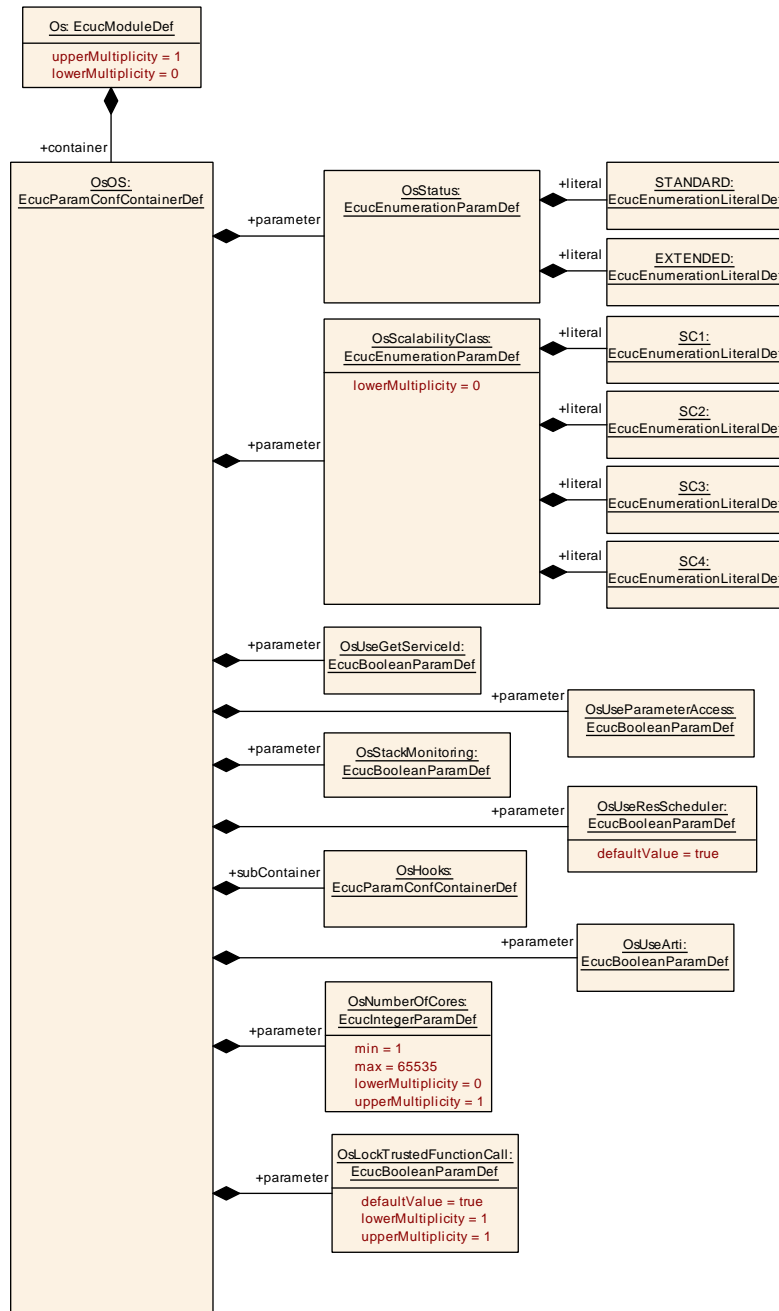 Os: EcucModuleDef
upperMultiplicity = 1
lowerMultiplicity = 0
+container
OsOS:
EcucParamConfContainerDef
+parameter
OsStatus:
EcucEnumerationParamDef
+literal
STANDARD:
EcucEnumerationLiteralDef
+literal
EXTENDED:
EcucEnumerationLiteralDef
+parameter
OsScalabilityClass:
EcucEnumerationParamDef
lowerMultiplicity = 0
+literal
SC1:
EcucEnumerationLiteralDef
+literal
SC2:
EcucEnumerationLiteralDef
+literal
SC3:
EcucEnumerationLiteralDef
+literal
SC4:
EcucEnumerationLiteralDef
+parameter
OsUseGetServiceId:
EcucBooleanParamDef
+parameter
OsUseParameterAccess:
EcucBooleanParamDef
+parameter
OsStackMonitoring:
EcucBooleanParamDef
+parameter
OsUseResScheduler:
EcucBooleanParamDef
defaultValue = true
+subContainer
OsHooks:
EcucParamConfContainerDef
+parameter
OsUseArti:
EcucBooleanParamDef
+parameter
OsNumberOfCores:
EcucIntegerParamDef
min = 1
max = 65535
lowerMultiplicity = 0
upperMultiplicity = 1
+parameter
OsLockTrustedFunctionCall:
EcucBooleanParamDef
defaultValue = true
lowerMultiplicity = 1
upperMultiplicity = 1